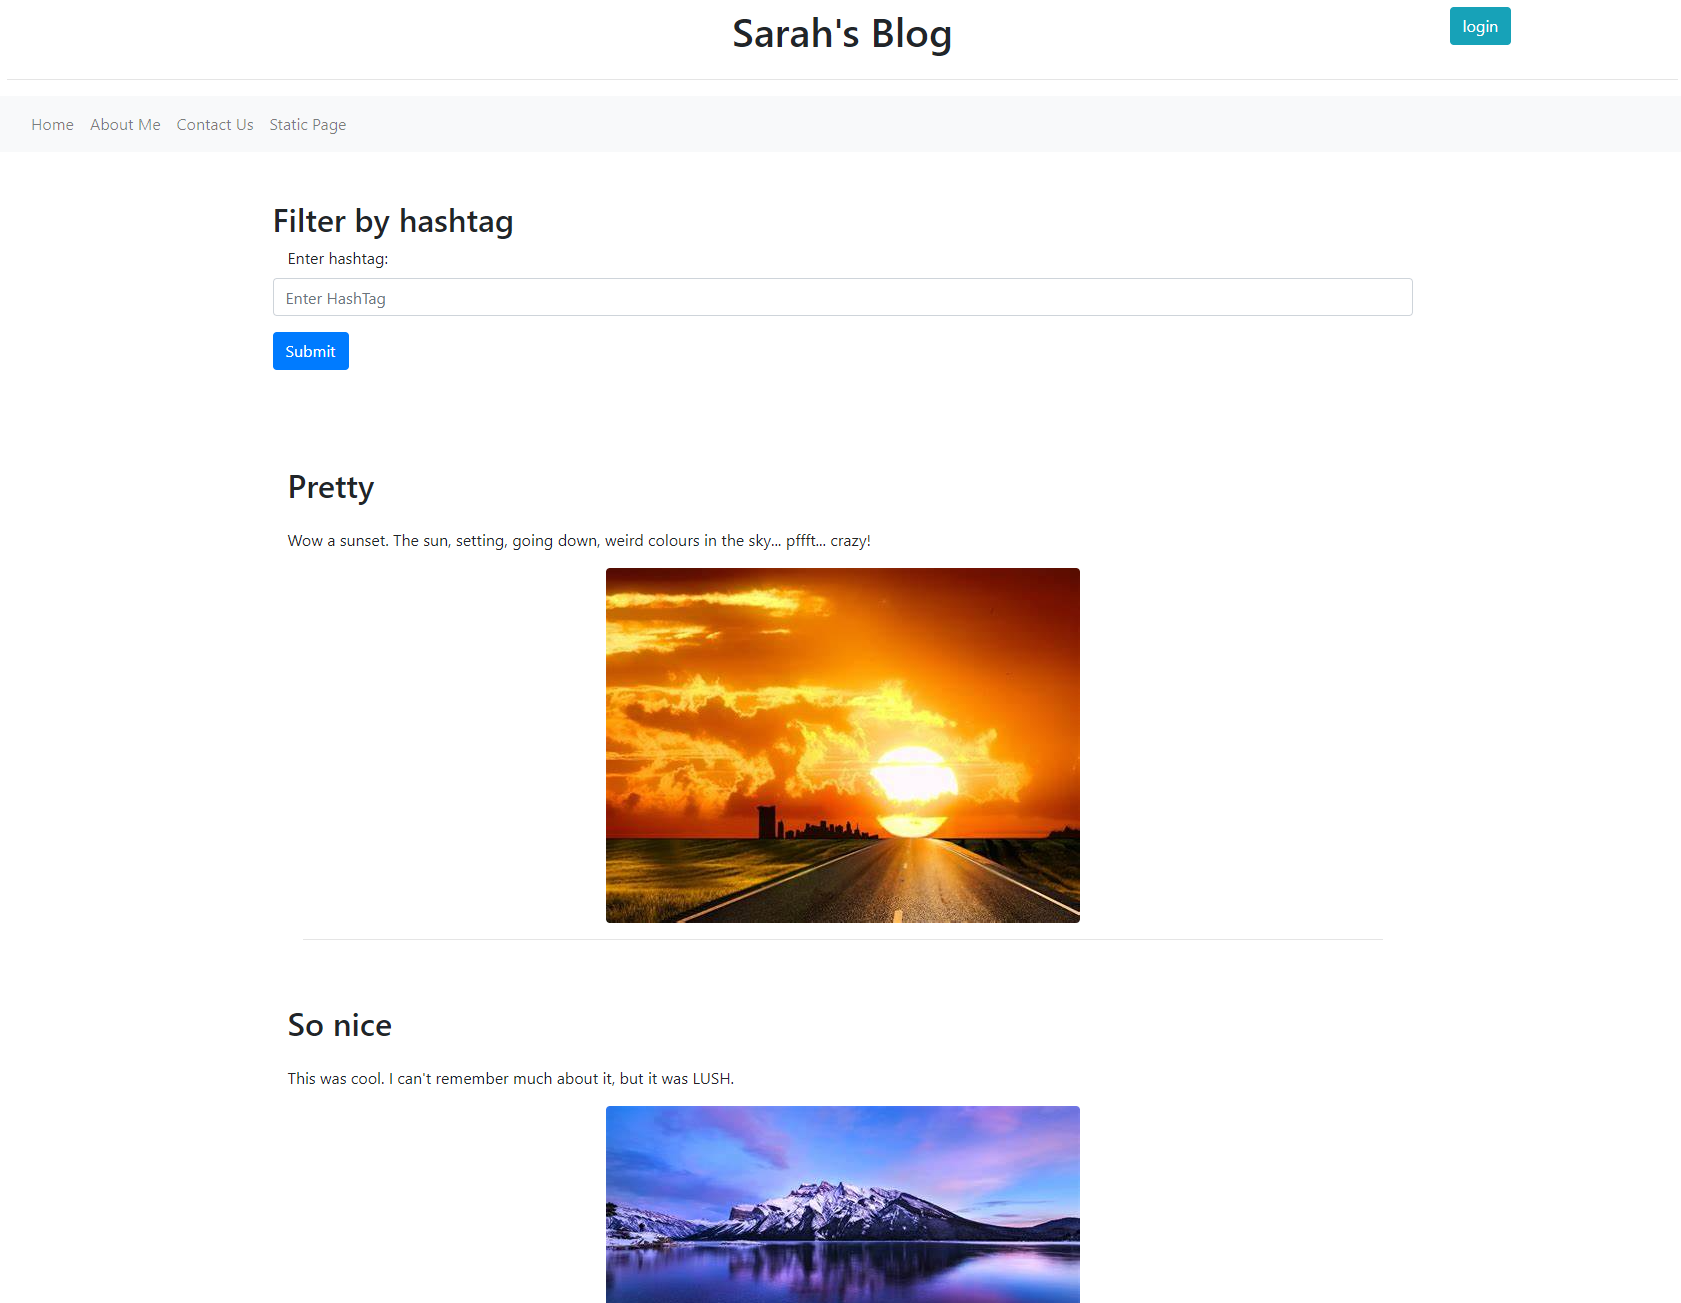 Sarah's Blog
login
Home About Me Contact Us Static Page
Filter by hashtag
Enter hashtag:
Enter HashTag
Submit
Pretty
Wow a sunset. The sun, setting, going down, weird colours in the sky... pffft... crazy!
So nice
This was cool. I can't remember much about it, but it was LUSH.